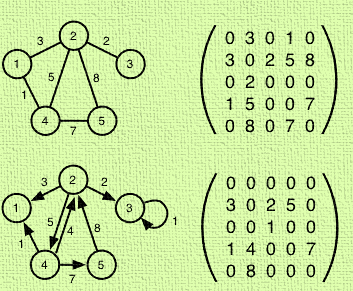 2
3 2
1 3
5 8
1
4 5
7
0 3 0 1 0
3 0 2 5 8
0 2 0 0 0
1 5 0 0 7
0 8 0 7 0
2
3 2
1 3
5 4 8 1
1
4 5
7
0 0 0 0 0
3 0 2 5 0
0 0 1 0 0
1 4 0 0 7
0 8 0 0 0